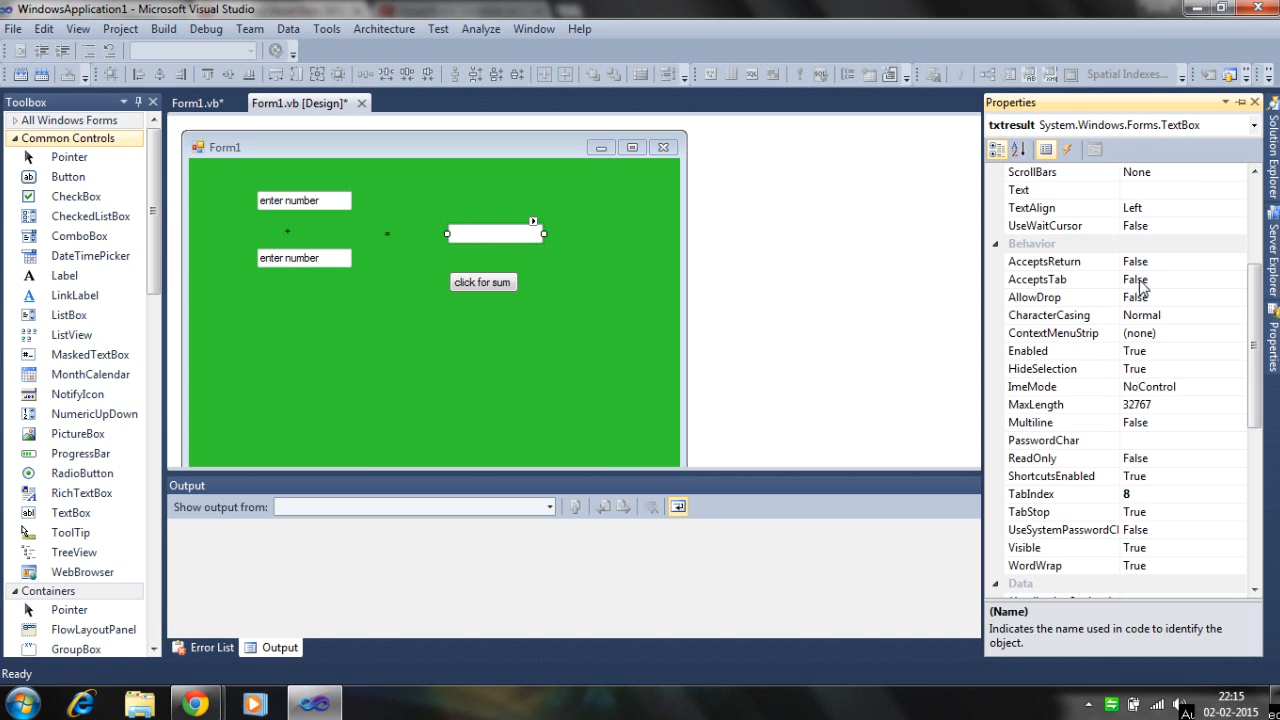 WindowsApplication1 - Microsoft Visual Studio
File Edit View Project Build Debug Team Data Tools Architecture Test Analyze Window Help
Spatial Indexes...
Toolbox
All Windows Forms
Common Controls
Pointer
Button
CheckBox
CheckedListBox
ComboBox
DateTimePicker
Label
LinkLabel
ListBox
ListView
MaskedTextBox
MonthCalendar
NotifyIcon
NumericUpDown
PictureBox
ProgressBar
RadioButton
RichTextBox
TextBox
ToolTip
TreeView
WebBrowser
Containers
Pointer
FlowLayoutPanel
GroupBox
Form1.vb* Form1.vb [Design]*
Form1
enter number
+ =
enter number
click for sum
Output
Show output from:
Error List Output
Properties
txtresult System.Windows.Forms.TextBox
ScrollBars None
Text
TextAlign Left
UseWaitCursor False
Behavior
AcceptsReturn False
AcceptsTab False
AllowDrop False
CharacterCasing Normal
ContextMenuStrip (none)
Enabled True
HideSelection True
ImeMode NoControl
MaxLength 32767
Multiline False
PasswordChar
ReadOnly False
ShortcutsEnabled True
TabIndex 8
TabStop True
UseSystemPasswordCl False
Visible True
WordWrap True
Data
(Name)
Indicates the name used in code to identify the
object.
Solution Explorer
Server Explorer
Properties
Ready
22:15
02-02-2015